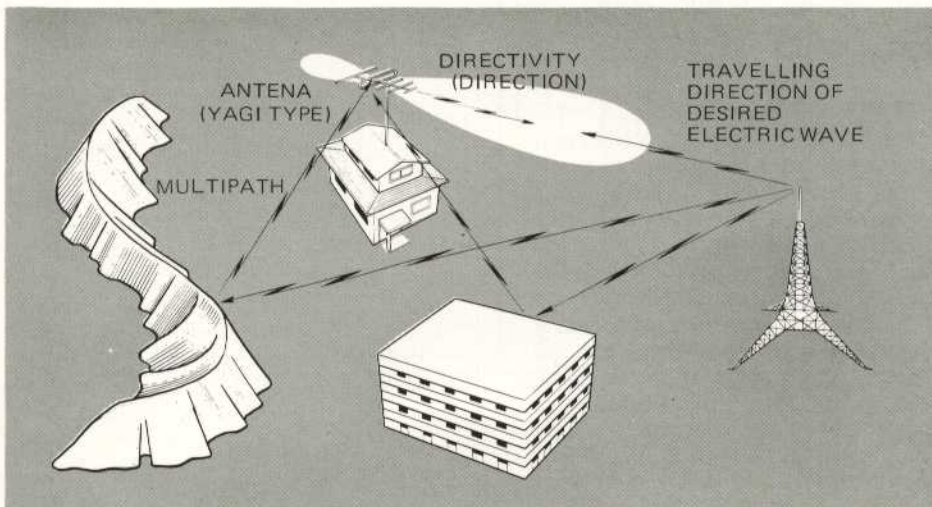 DIRECTIVITY
(DIRECTION)
ANTENA
(YAGI TYPE)
TRAVELLING
DIRECTION OF
DESIRED
ELECTRIC WAVE
MULTIPATH